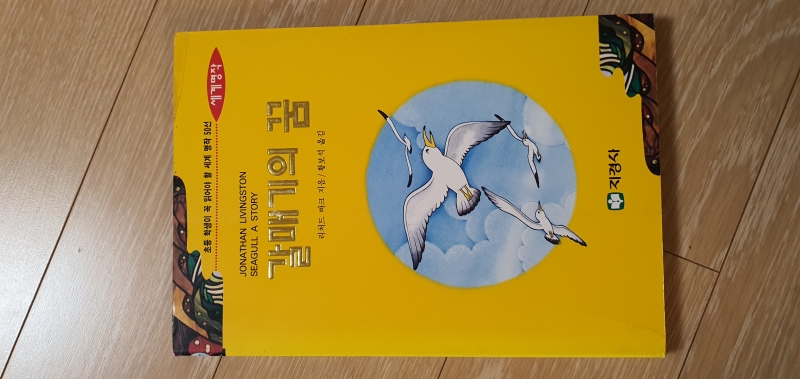 초등 학생이 꼭 읽어야 할 세계 명작 50선
세계명작
JONATHAN LIVINGSTON
SEAGULL A STORY
갈매기의 꿈
리처드 바크 지음/황보석 옮김
지경사